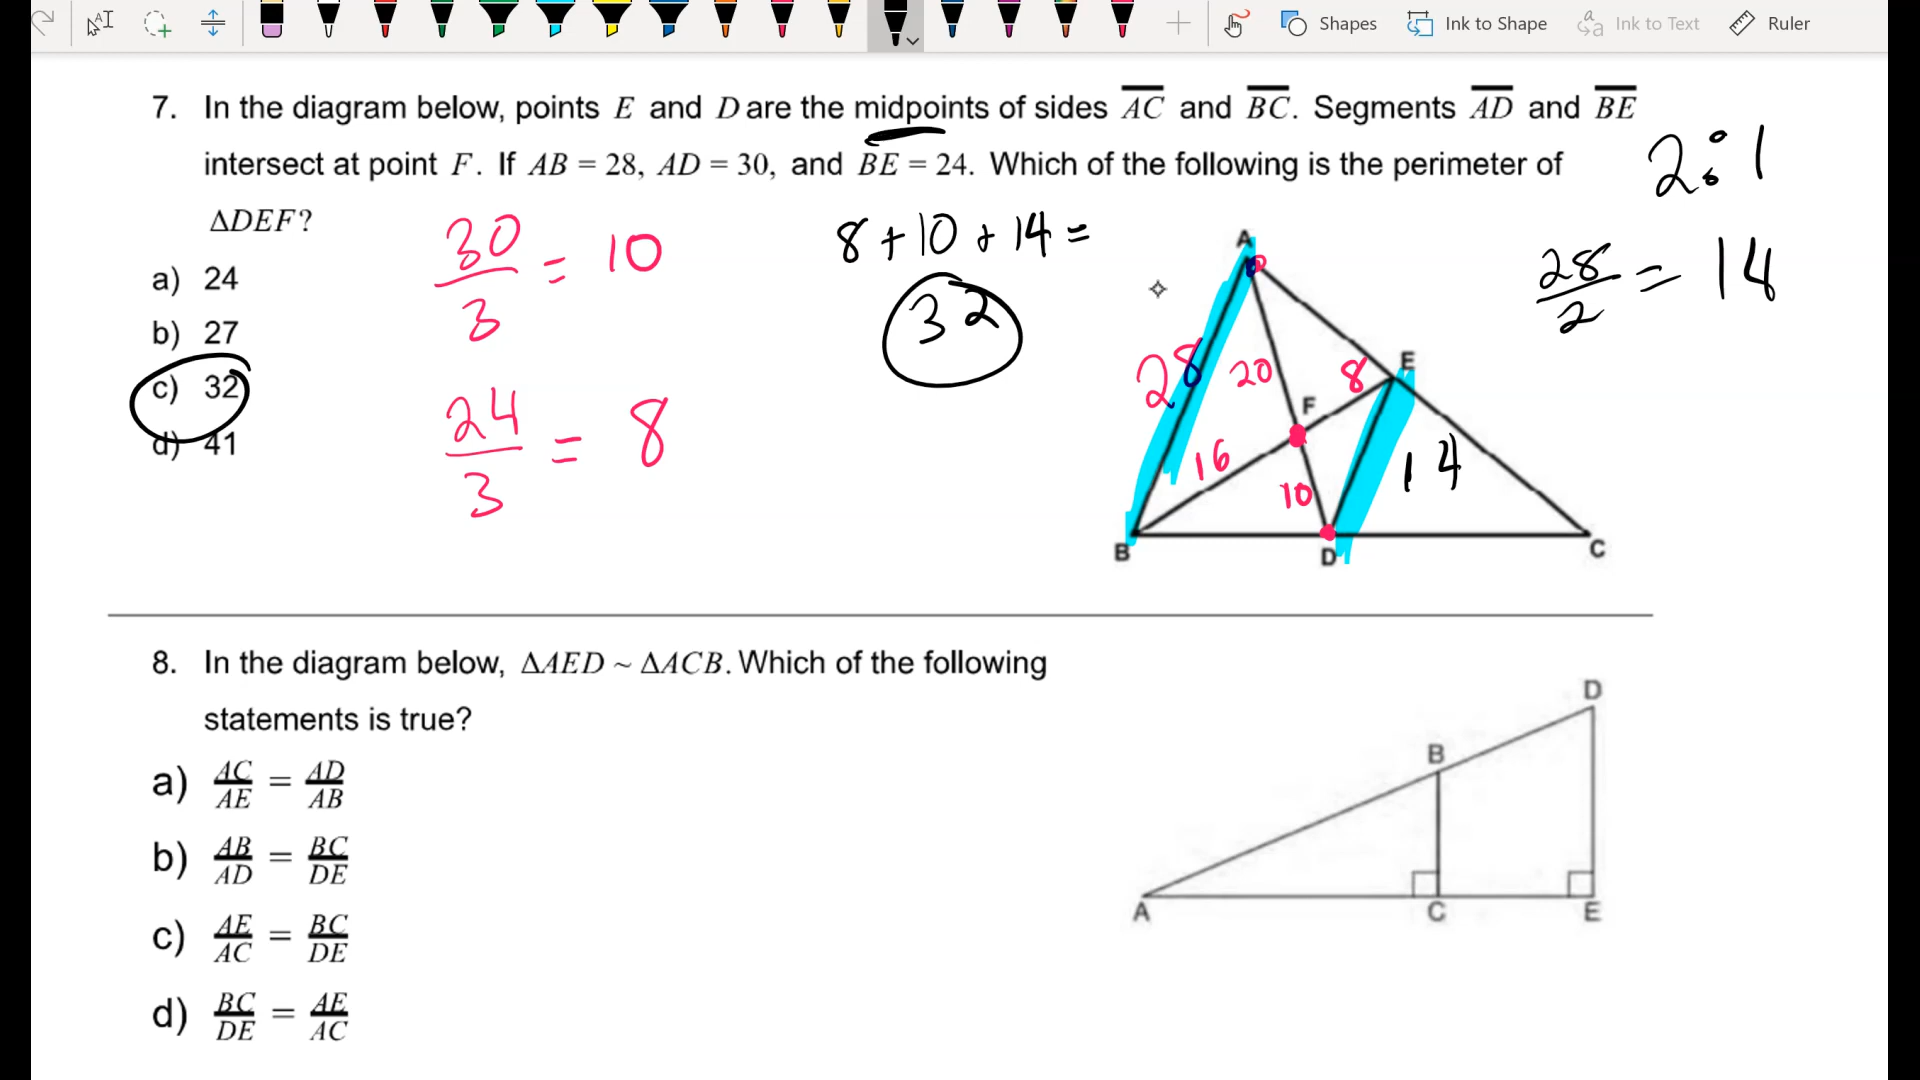 Shapes
Ink to Shape
Ink to Text
Ruler
7. In the diagram below, points E and D are the midpoints of sides AC and BC. Segments AD and BE
intersect at point F. If AB = 28, AD = 30, and BE = 24. Which of the following is the perimeter of
ΔDEF?
a) 24
b) 27
c) 32
d) 41
30/3 = 10
24/3 = 8
8 + 10 + 14 =
32
2:1
28/2 = 14
A
28
20
8
E
F
16
10
14
B
D
C
8. In the diagram below, ΔAED ~ ΔACB. Which of the following
statements is true?
a) AC/AE = AD/AB
b) AB/AD = BC/DE
c) AE/AC = BC/DE
d) BC/DE = AE/AC
D
B
A
C
E